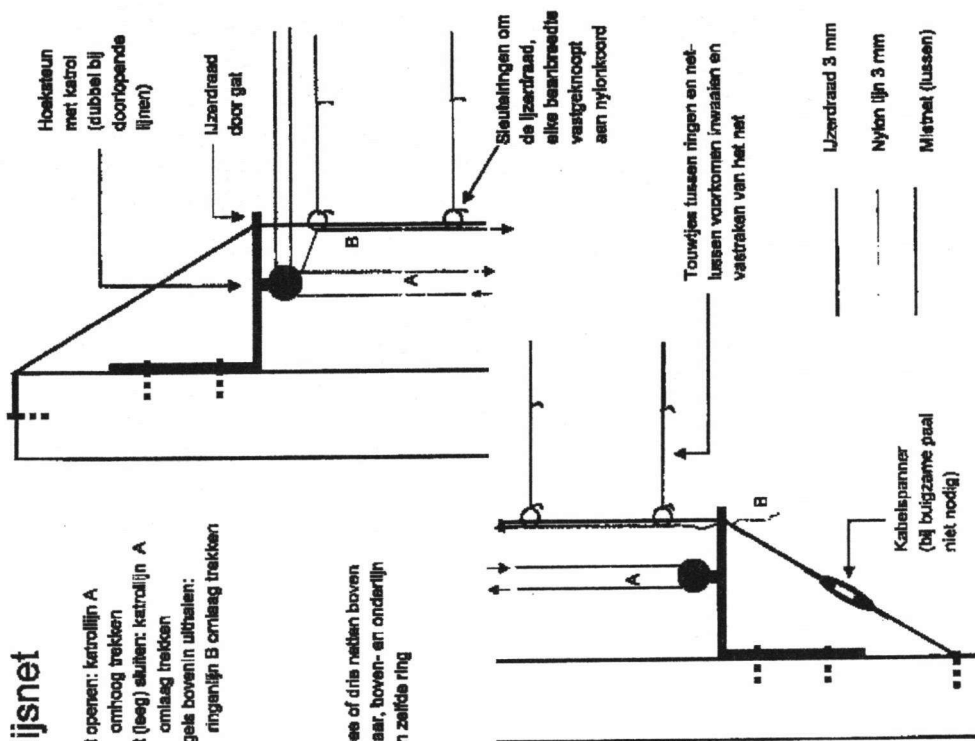 ijsnet
t openen: katrollijn A
omhoog trekken
t (leeg) sluiten: katrollijn A
omlaag trekken
gels bovenin uithalen:
ringenlijn B omlaag trekken
ee of drie netten boven
aar, boven- en onderlijn
n zelfde ring
Hoeksteun
met katrol
(dubbel bij
doorlopende
lijnen)
IJzerdraad
door gat
A
B
Sleutelringen om
de ijzerdraad,
elke baanbreedte
vastgeknoopt
aan nylonkoord
Touwtjes tussen ringen en net-
lussen voorkomen inwaaien en
vastraken van het net
A
B
Kabelspanner
(bij buigzame paal
niet nodig)
IJzerdraad 3 mm
Nylon lijn 3 mm
Mistnet (lussen)